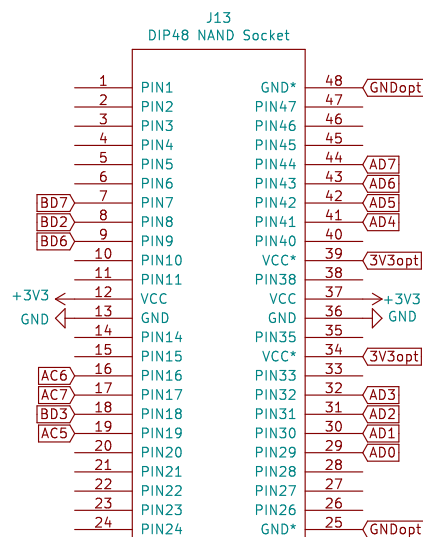 J13
DIP48 NAND Socket
1 PIN1 GND* 48 GNDopt
2 PIN2 PIN47 47
3 PIN3 PIN46 46
4 PIN4 PIN45 45
5 PIN5 PIN44 44 AD7
6 PIN6 PIN43 43 AD6
BD7 7 PIN7 PIN42 42 AD5
BD2 8 PIN8 PIN41 41 AD4
BD6 9 PIN9 PIN40 40
10 PIN10 VCC* 39 3V3opt
11 PIN11 PIN38 38
+3V3 12 VCC VCC 37 +3V3
GND 13 GND GND 36 GND
14 PIN14 PIN35 35
15 PIN15 VCC* 34 3V3opt
AC6 16 PIN16 PIN33 33
AC7 17 PIN17 PIN32 32 AD3
BD3 18 PIN18 PIN31 31 AD2
AC5 19 PIN19 PIN30 30 AD1
20 PIN20 PIN29 29 AD0
21 PIN21 PIN28 28
22 PIN22 PIN27 27
23 PIN23 PIN26 26
24 PIN24 GND* 25 GNDopt